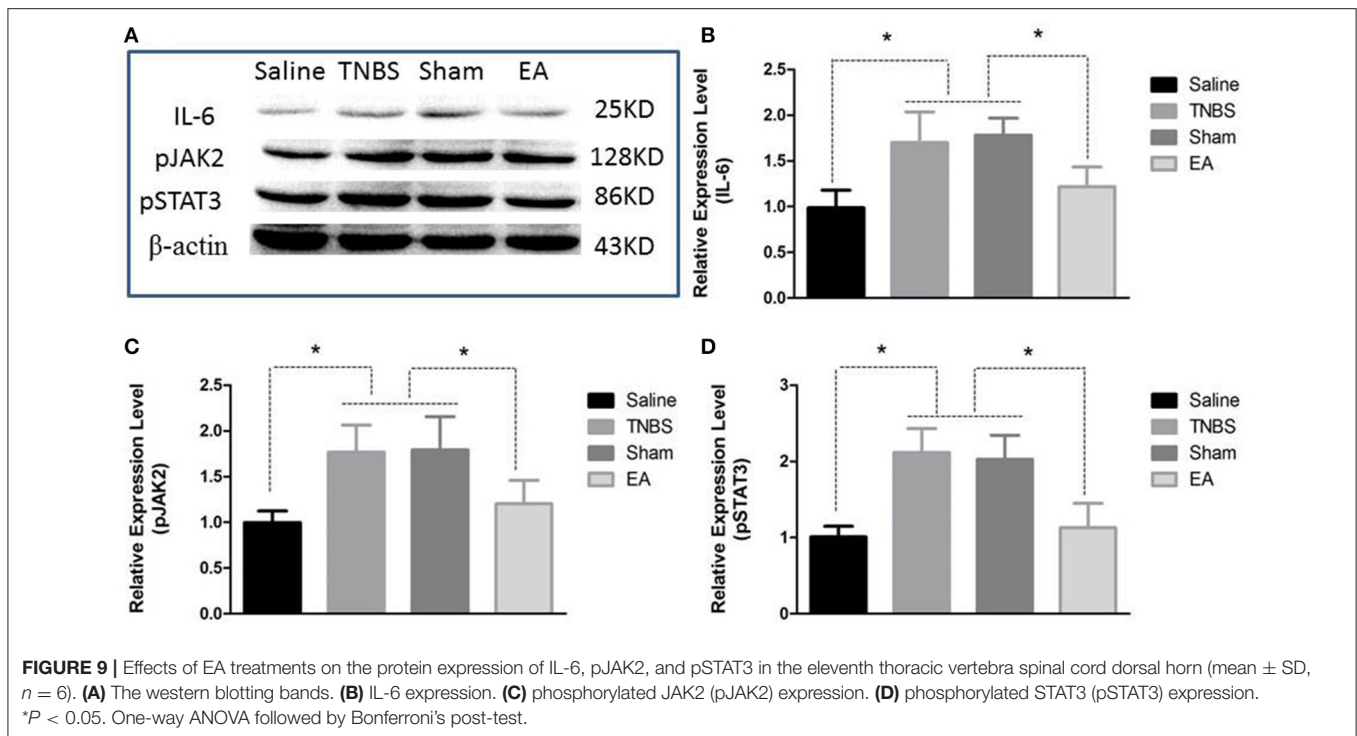 A
Saline TNBS Sham EA
IL-6 25KD
pJAK2 128KD
pSTAT3 86KD
β-actin 43KD
B
* *
Relative Expression Level
(IL-6)
2.5
2.0
1.5
1.0
0.5
0.0
Saline
TNBS
Sham
EA
C
* *
Relative Expression Level
(pJAK2)
2.5
2.0
1.5
1.0
0.5
0.0
Saline
TNBS
Sham
EA
D
* *
Relative Expression Level
(pSTAT3)
3
2
1
0
Saline
TNBS
Sham
EA
FIGURE 9 | Effects of EA treatments on the protein expression of IL-6, pJAK2, and pSTAT3 in the eleventh thoracic vertebra spinal cord dorsal horn (mean ± SD,
n = 6). (A) The western blotting bands. (B) IL-6 expression. (C) phosphorylated JAK2 (pJAK2) expression. (D) phosphorylated STAT3 (pSTAT3) expression.
*P < 0.05. One-way ANOVA followed by Bonferroni's post-test.